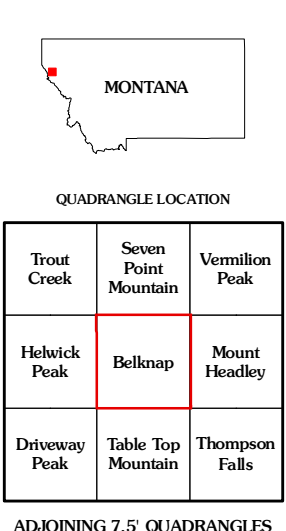 MONTANA
QUADRANGLE LOCATION
Trout
Creek
Seven
Point
Mountain
Vermilion
Peak
Helwick
Peak
Belknap
Mount
Headley
Driveway
Peak
Table Top
Mountain
Thompson
Falls
ADJOINING 7.5' QUADRANGLES